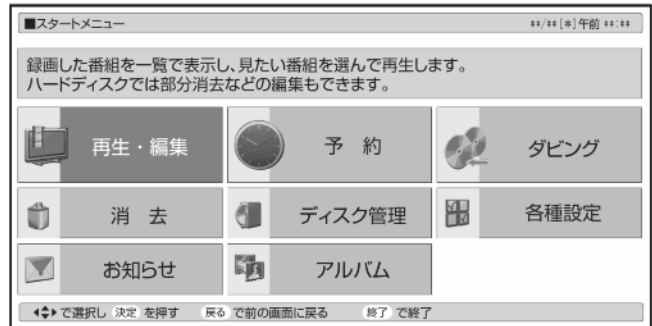 ■スタートメニュー **/**[*]午前 **:**
録画した番組を一覧で表示し、見たい番組を選んで再生します。
ハードディスクでは部分消去などの編集もできます。
再生・編集 予 約 ダビング
消 去 ディスク管理 各種設定
お知らせ アルバム
で選択し 決定 を押す 戻る で前の画面に戻る 終了 で終了